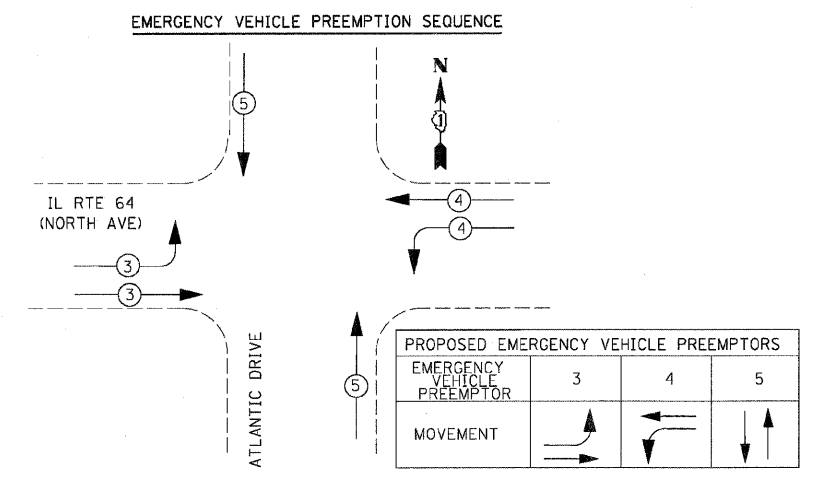 EMERGENCY VEHICLE PREEMPTION SEQUENCE
N
5
1
IL RTE 64
(NORTH AVE)
4
4
3
3
5
ATLANTIC DRIVE
PROPOSED EMERGENCY VEHICLE PREEMPTORS
EMERGENCY
VEHICLE
PREEMPTOR
3
4
5
MOVEMENT